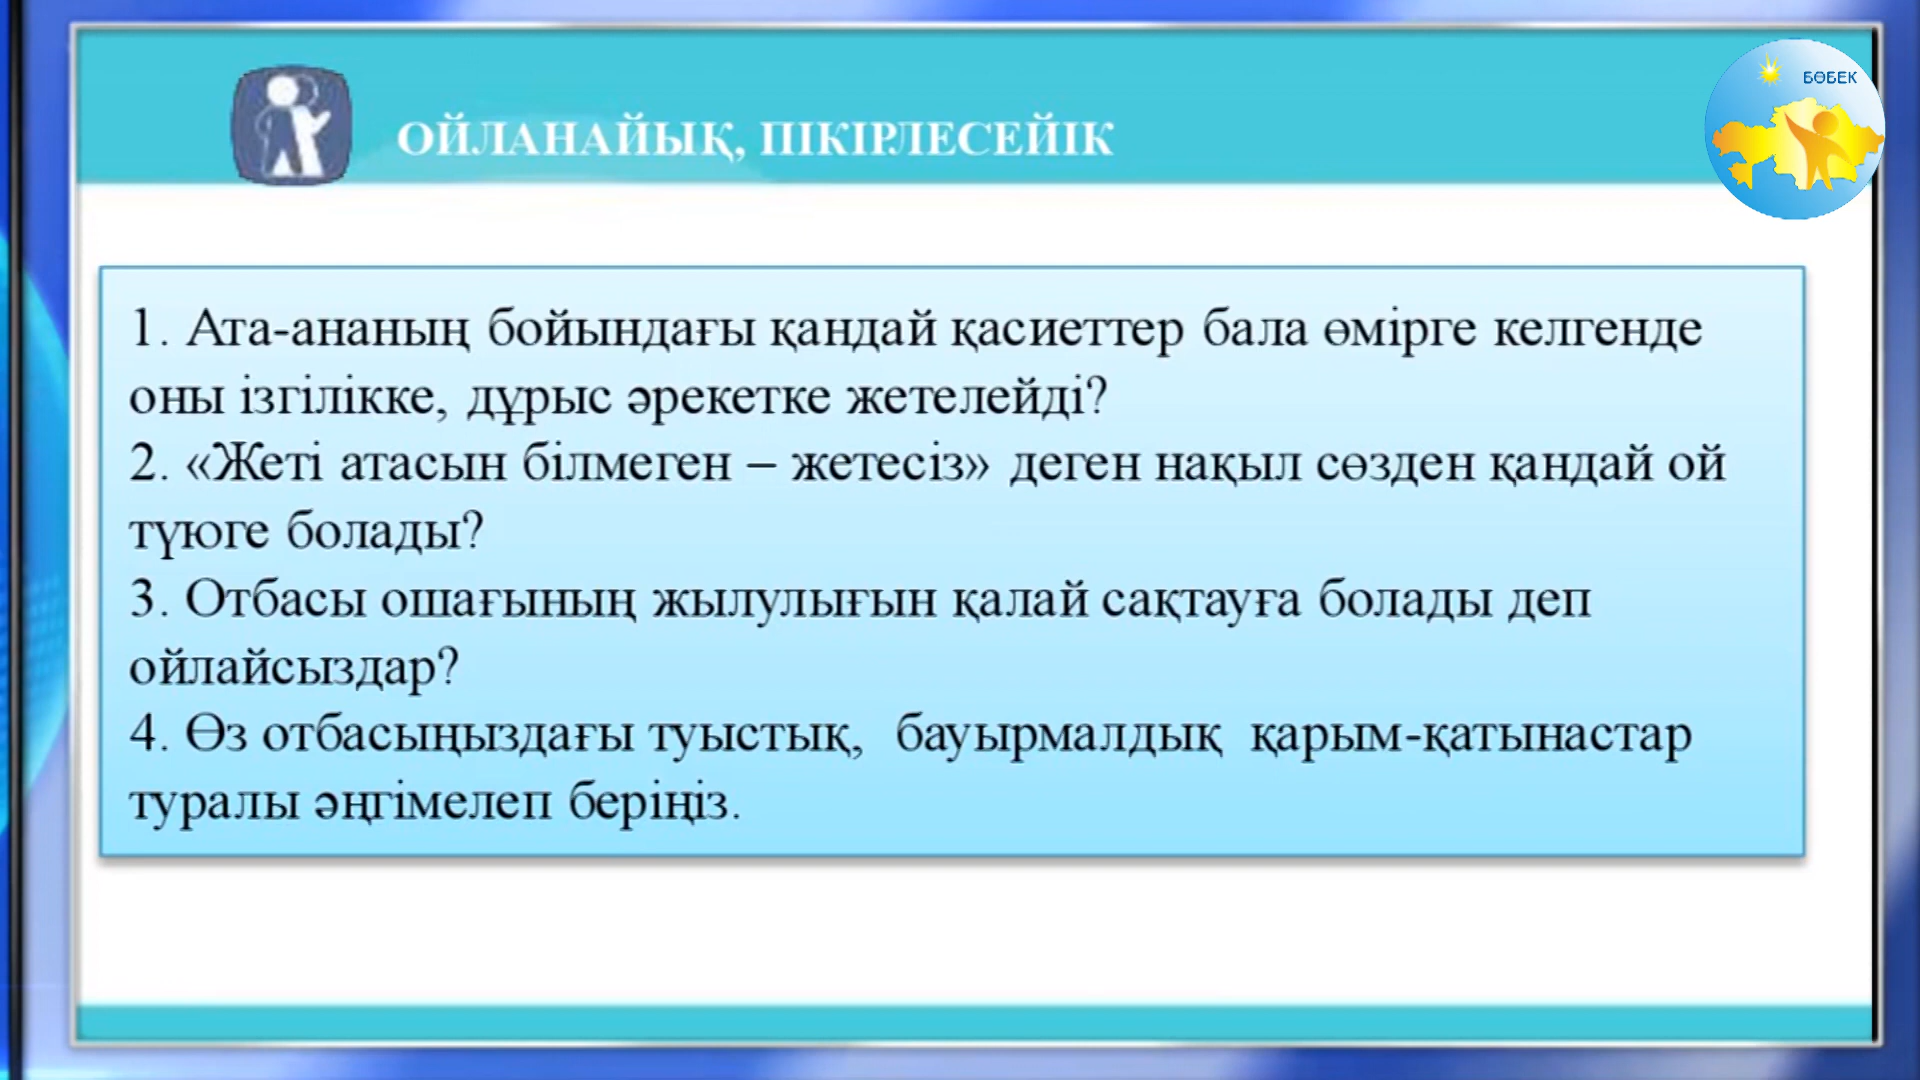 БӨБЕК
ОЙЛАНАЙЫҚ, ПІКІРЛЕСЕЙІК
1. Ата-ананың бойындағы қандай қасиеттер бала өмірге келгенде
оны ізгілікке, дұрыс әрекетке жетелейді?
2. «Жеті атасын білмеген – жетесіз» деген нақыл сөзден қандай ой
түюге болады?
3. Отбасы ошағының жылулығын қалай сақтауға болады деп
ойлайсыздар?
4. Өз отбасыңыздағы туыстық, бауырмалдық қарым-қатынастар
туралы әңгімелеп беріңіз.